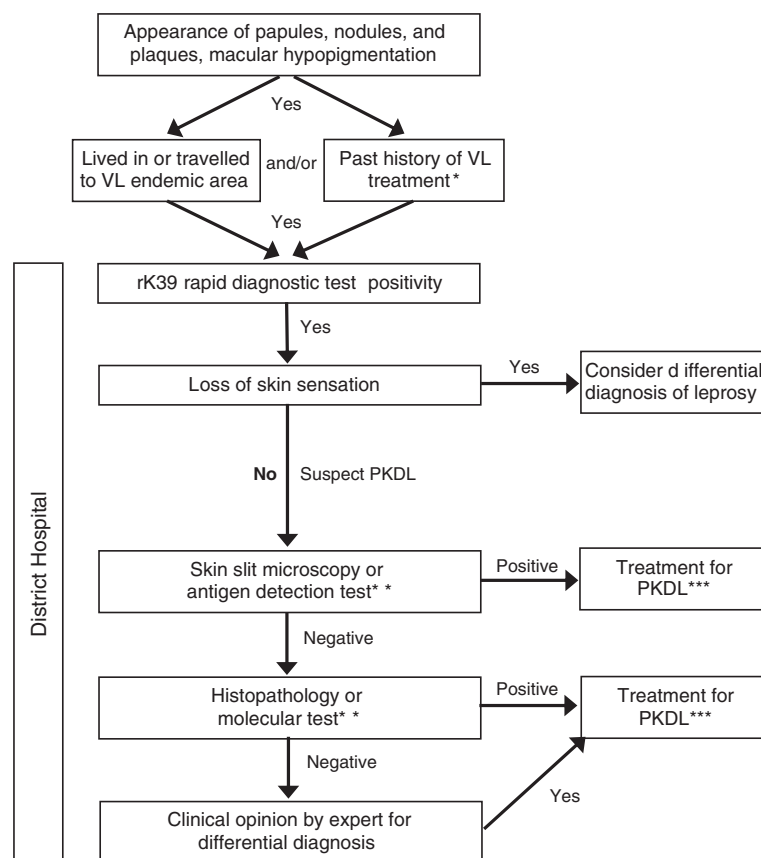 Appearance of papules, nodules, and
plaques, macular hypopigmentation
Yes
Lived in or travelled
to VL endemic area
and/or
Past history of VL
treatment*
Yes
District Hospital
rK39 rapid diagnostic test positivity
Yes
Loss of skin sensation
Yes
Consider d ifferential
diagnosis of leprosy
No Suspect PKDL
Skin slit microscopy or
antigen detection test* *
Positive
Treatment for
PKDL***
Negative
Histopathology or
molecular test* *
Positive
Treatment for
PKDL***
Negative
Yes
Clinical opinion by expert for
differential diagnosis